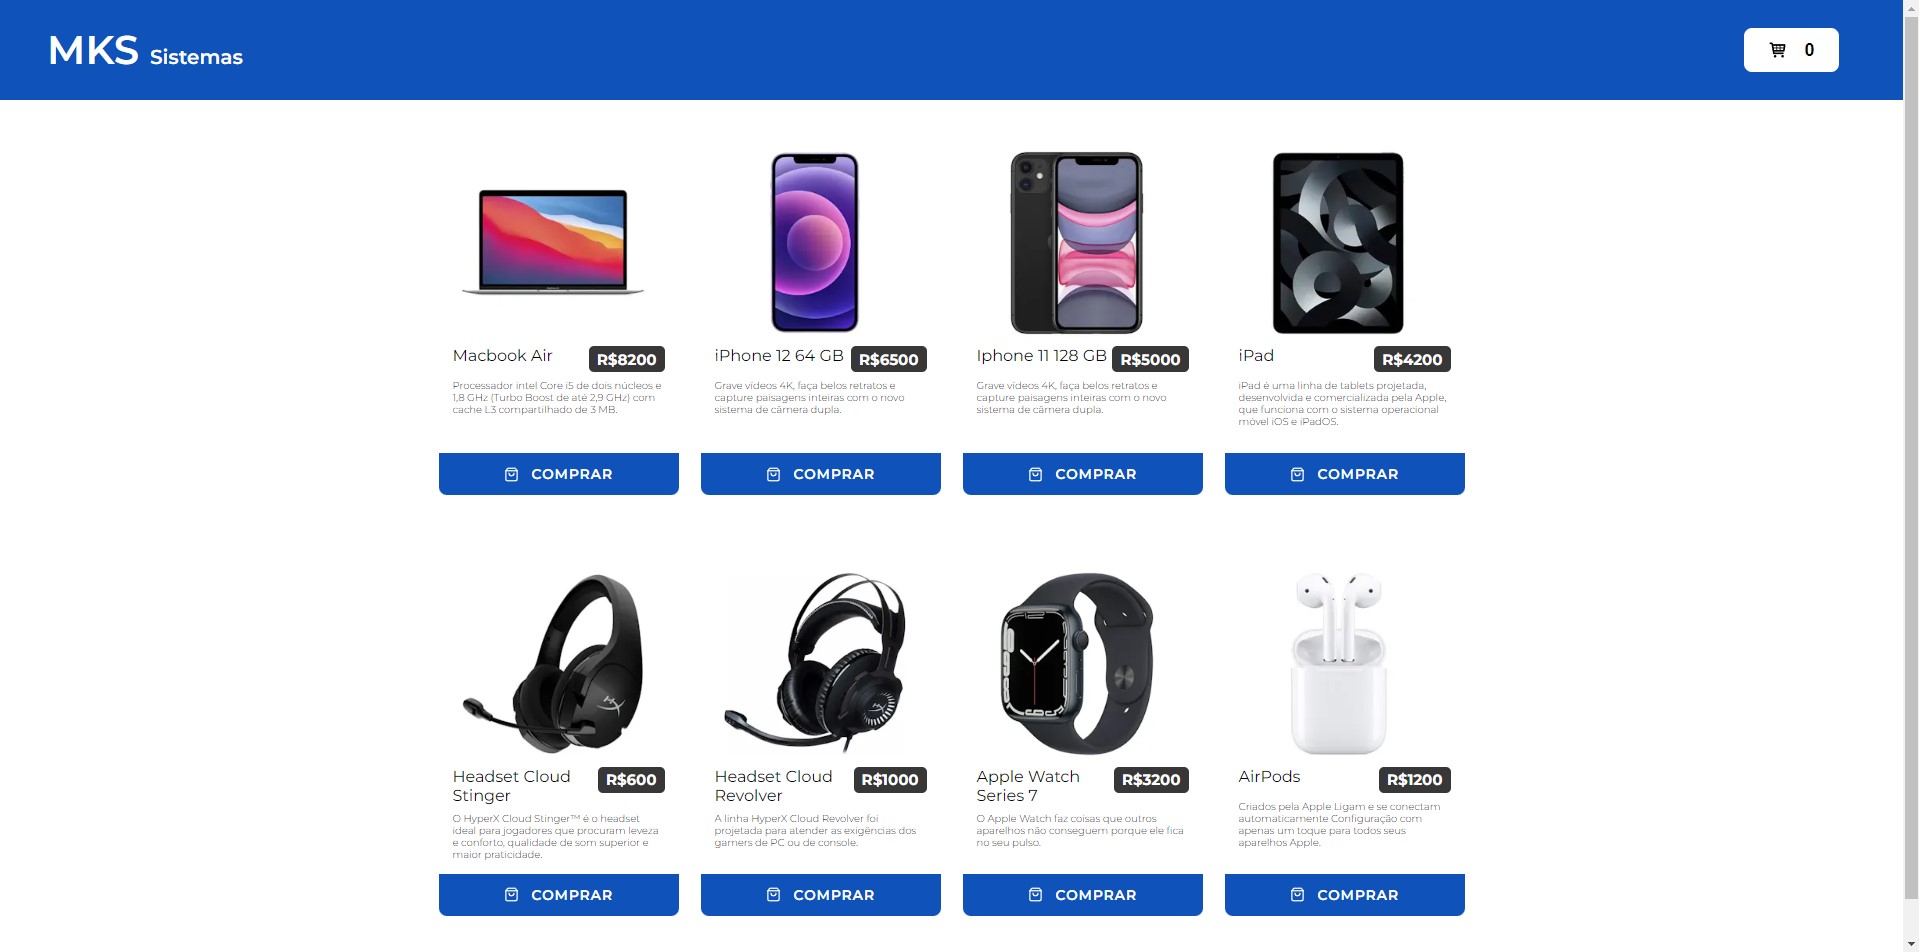 MKS Sistemas
0
Macbook Air R$8200
Processador intel Core i5 de dois núcleos e
1,8 GHz (Turbo Boost de até 2,9 GHz) com
cache L3 compartilhado de 3 MB.
COMPRAR
iPhone 12 64 GB R$6500
Grave vídeos 4K, faça belos retratos e
capture paisagens inteiras com o novo
sistema de câmera dupla.
COMPRAR
Iphone 11 128 GB R$5000
Grave vídeos 4K, faça belos retratos e
capture paisagens inteiras com o novo
sistema de câmera dupla.
COMPRAR
iPad R$4200
iPad é uma linha de tablets projetada,
desenvolvida e comercializada pela Apple,
que funciona com o sistema operacional
móvel iOS e iPadOS.
COMPRAR
Headset Cloud R$600
Stinger
O HyperX Cloud Stinger™ é o headset
ideal para jogadores que procuram leveza
e conforto, qualidade de som superior e
maior praticidade.
COMPRAR
Headset Cloud R$1000
Revolver
A linha HyperX Cloud Revolver foi
projetada para atender as exigências dos
gamers de PC ou de console.
COMPRAR
Apple Watch R$3200
Series 7
O Apple Watch faz coisas que outros
aparelhos não conseguem porque ele fica
no seu pulso.
COMPRAR
AirPods R$1200
Criados pela Apple Ligam e se conectam
automaticamente Configuração com
apenas um toque para todos seus
aparelhos Apple.
COMPRAR